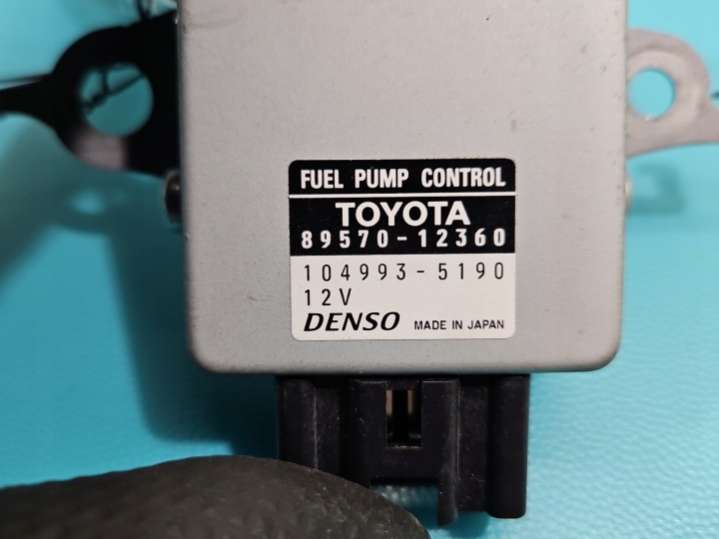 FUEL PUMP CONTROL
TOYOTA
89570-12360
104993-5190
12V
DENSO MADE IN JAPAN